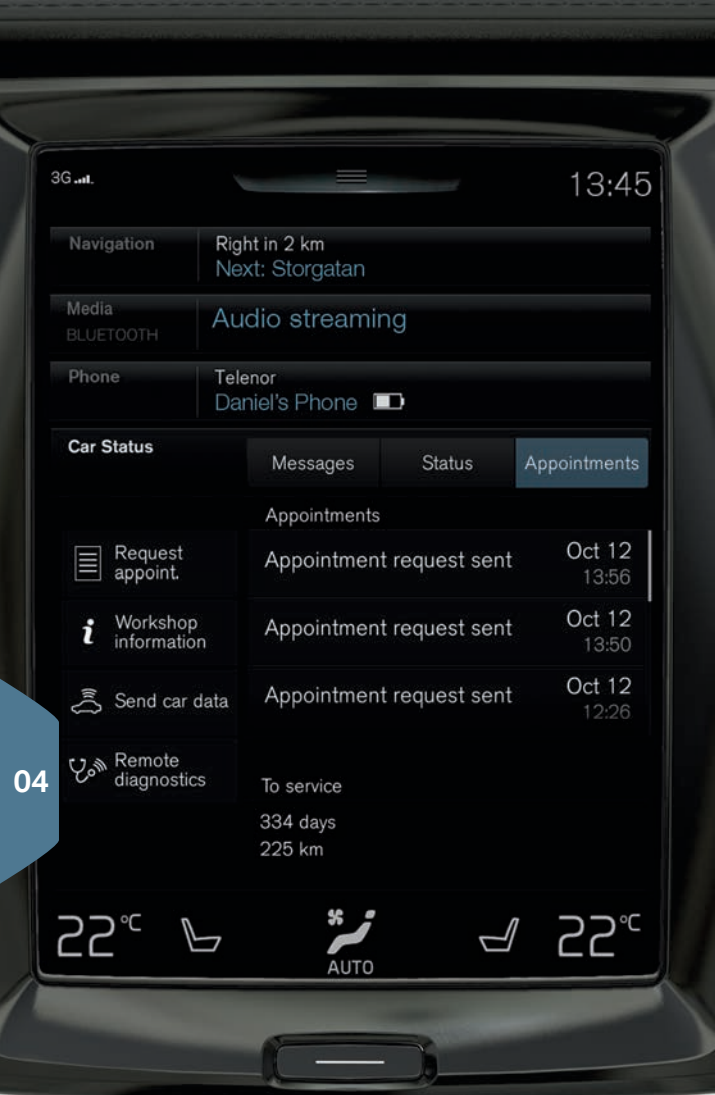 3G
13:45
Navigation
Right in 2 km
Next: Storgatan
Media
BLUETOOTH
Audio streaming
Phone
Telenor
Daniel's Phone
Car Status
Messages
Status
Appointments
Appointments
Request
appoint.
Appointment request sent
Oct 12
13:56
Workshop
information
Appointment request sent
Oct 12
13:50
Send car data
Appointment request sent
Oct 12
12:26
Remote
diagnostics
04
To service
334 days
225 km
22°C
AUTO
22°C